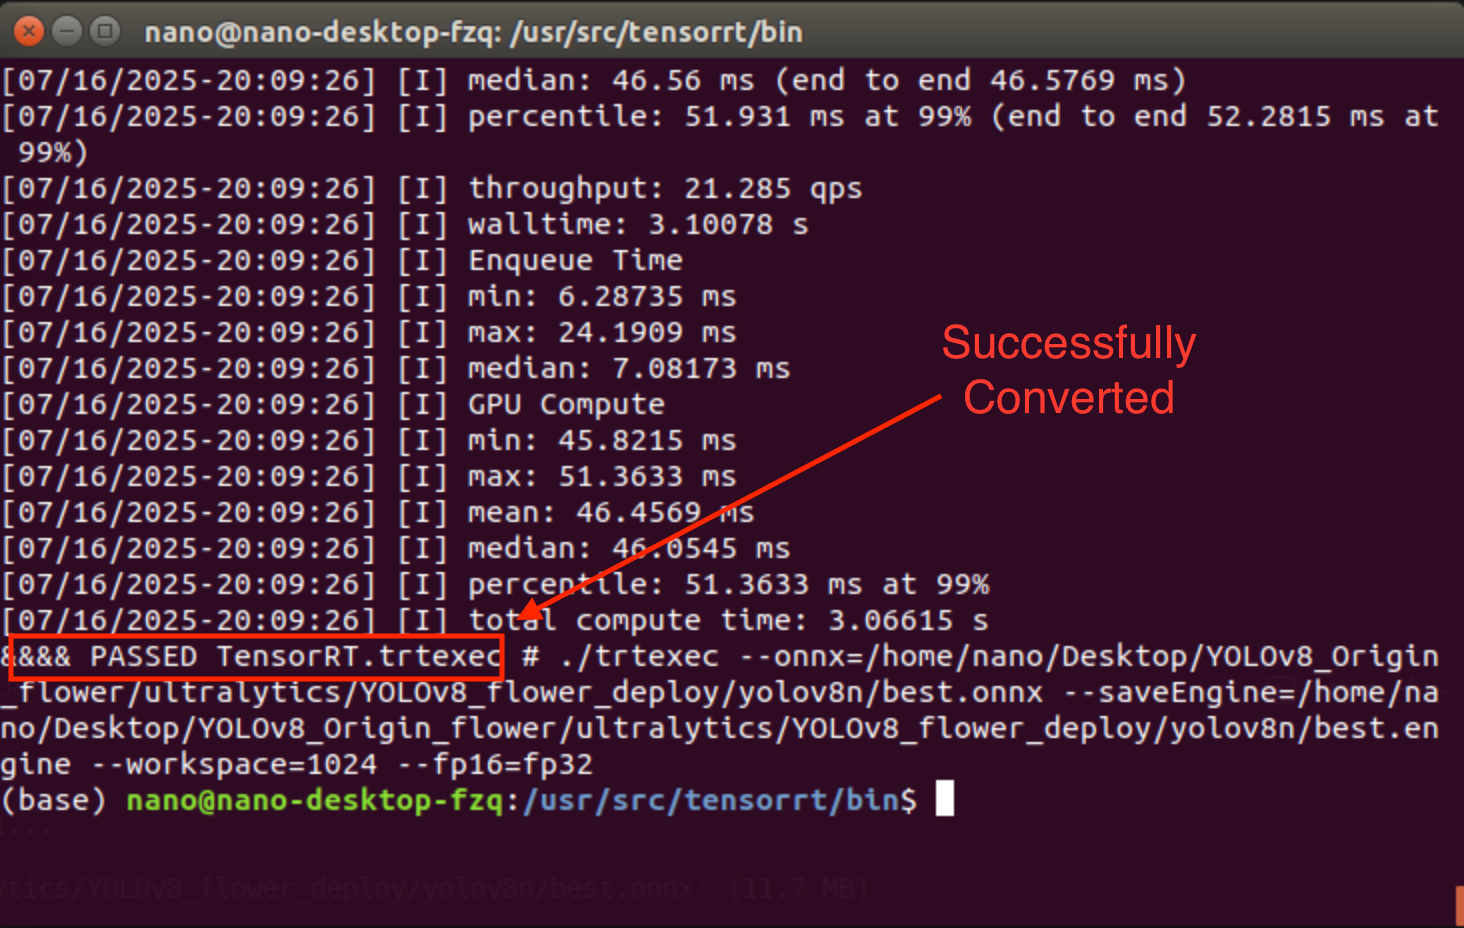 nano@nano-desktop-fzq: /usr/src/tensorrt/bin
[07/16/2025-20:09:26] [I] median: 46.56 ms (end to end 46.5769 ms)
[07/16/2025-20:09:26] [I] percentile: 51.931 ms at 99% (end to end 52.2815 ms at
99%)
[07/16/2025-20:09:26] [I] throughput: 21.285 qps
[07/16/2025-20:09:26] [I] walltime: 3.10078 s
[07/16/2025-20:09:26] [I] Enqueue Time
[07/16/2025-20:09:26] [I] min: 6.28735 ms
[07/16/2025-20:09:26] [I] max: 24.1909 ms
[07/16/2025-20:09:26] [I] median: 7.08173 ms
[07/16/2025-20:09:26] [I] GPU Compute
[07/16/2025-20:09:26] [I] min: 45.8215 ms
[07/16/2025-20:09:26] [I] max: 51.3633 ms
[07/16/2025-20:09:26] [I] mean: 46.4569 ms
[07/16/2025-20:09:26] [I] median: 46.0545 ms
[07/16/2025-20:09:26] [I] percentile: 51.3633 ms at 99%
[07/16/2025-20:09:26] [I] total compute time: 3.06615 s
&&&& PASSED TensorRT.trtexec # ./trtexec --onnx=/home/nano/Desktop/YOLOv8_Origin
_flower/ultralytics/YOLOv8_flower_deploy/yolov8n/best.onnx --saveEngine=/home/na
no/Desktop/YOLOv8_Origin_flower/ultralytics/YOLOv8_flower_deploy/yolov8n/best.en
gine --workspace=1024 --fp16=fp32
(base) nano@nano-desktop-fzq:/usr/src/tensorrt/bin$
Successfully
Converted
ytics/YOLOv8_flower_deploy/yolov8n/best.onnx' (11.7 MB)